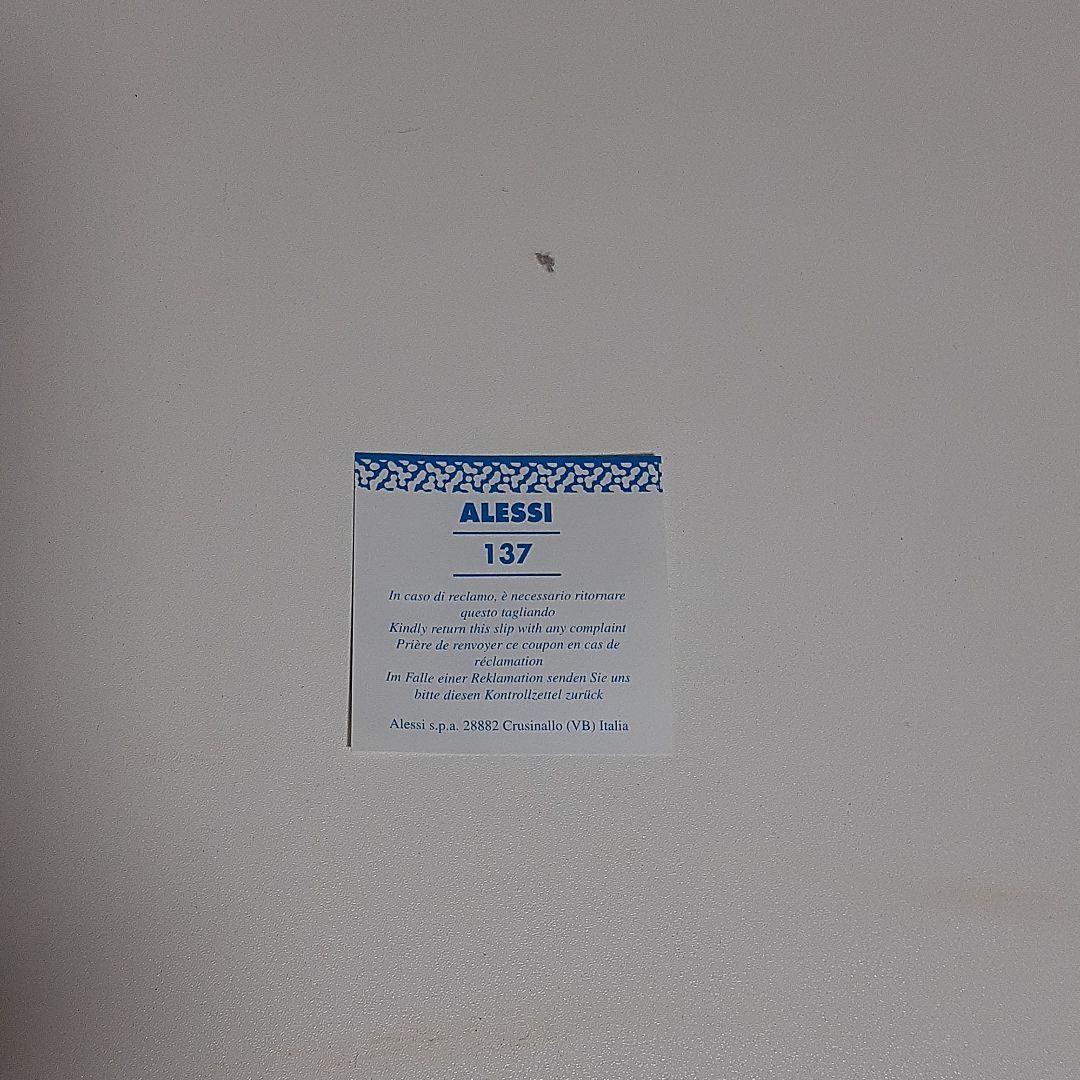 ALESSI
137
In caso di reclamo, è necessario ritornare
questo tagliando
Kindly return this slip with any complaint
Prière de renvoyer ce coupon en cas de
réclamation
Im Falle einer Reklamation senden Sie uns
bitte diesen Kontrollzettel zurück
Alessi s.p.a. 28882 Crusinallo (VB) Italia